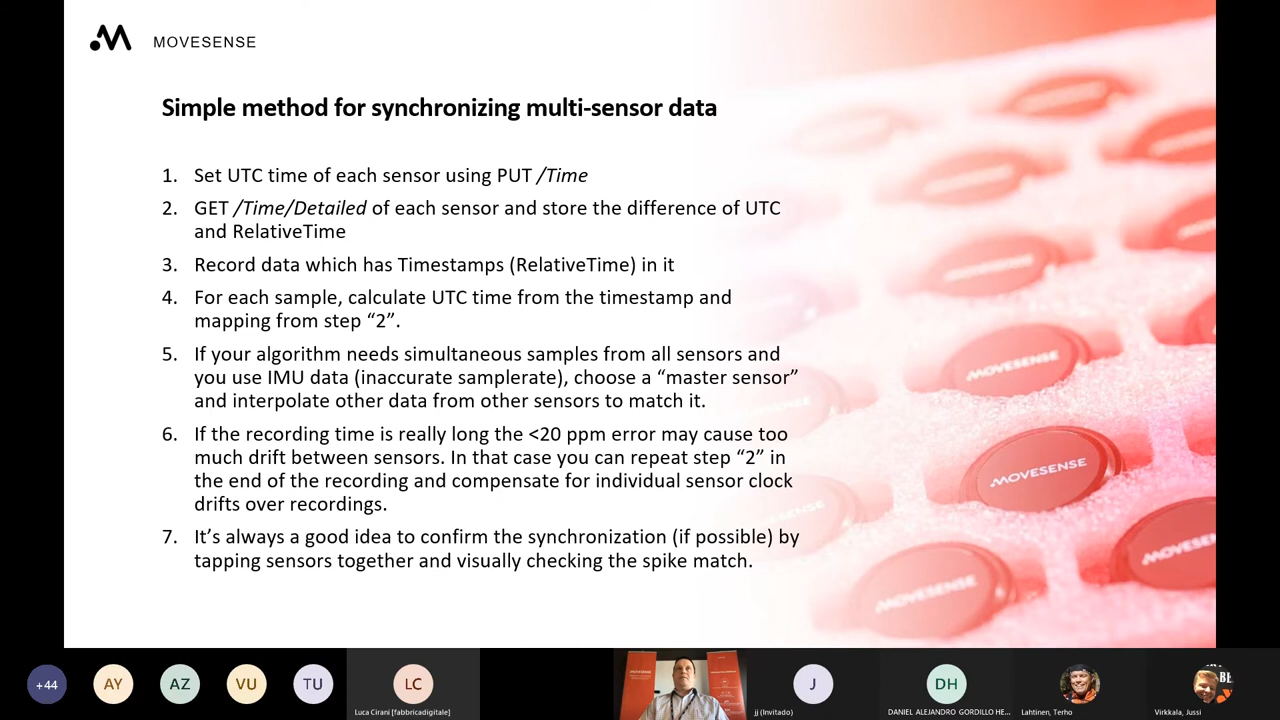 MOVESENSE
Simple method for synchronizing multi-sensor data
1. Set UTC time of each sensor using PUT /Time
2. GET /Time/Detailed of each sensor and store the difference of UTC
and RelativeTime
3. Record data which has Timestamps (RelativeTime) in it
4. For each sample, calculate UTC time from the timestamp and
mapping from step “2”.
5. If your algorithm needs simultaneous samples from all sensors and
you use IMU data (inaccurate samplerate), choose a “master sensor”
and interpolate other data from other sensors to match it.
6. If the recording time is really long the <20 ppm error may cause too
much drift between sensors. In that case you can repeat step “2” in
the end of the recording and compensate for individual sensor clock
drifts over recordings.
7. It’s always a good idea to confirm the synchronization (if possible) by
tapping sensors together and visually checking the spike match.
MOVESENSE
MOVESENSE
MOVESENSE
MOVESENSE
+44
AY
AZ
VU
TU
LC
J
DH
Luca Cirani [fabbricadigitale]
jj (Invitado)
DANIEL ALEJANDRO GORDILLO HE...
Lahtinen, Terho
Virkkala, Jussi